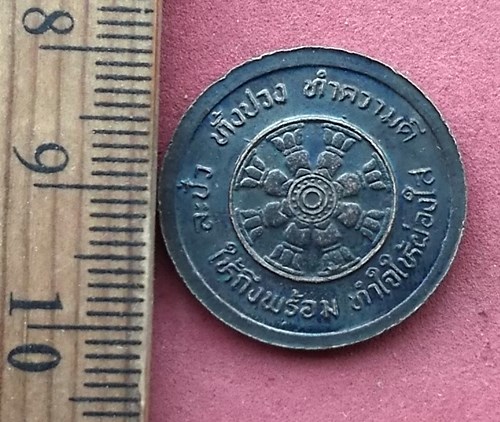 8
9
10
ละชั่ว ทั้งปวง ทำความดี
ให้ถึงพร้อม ทำใจให้ผ่องใส